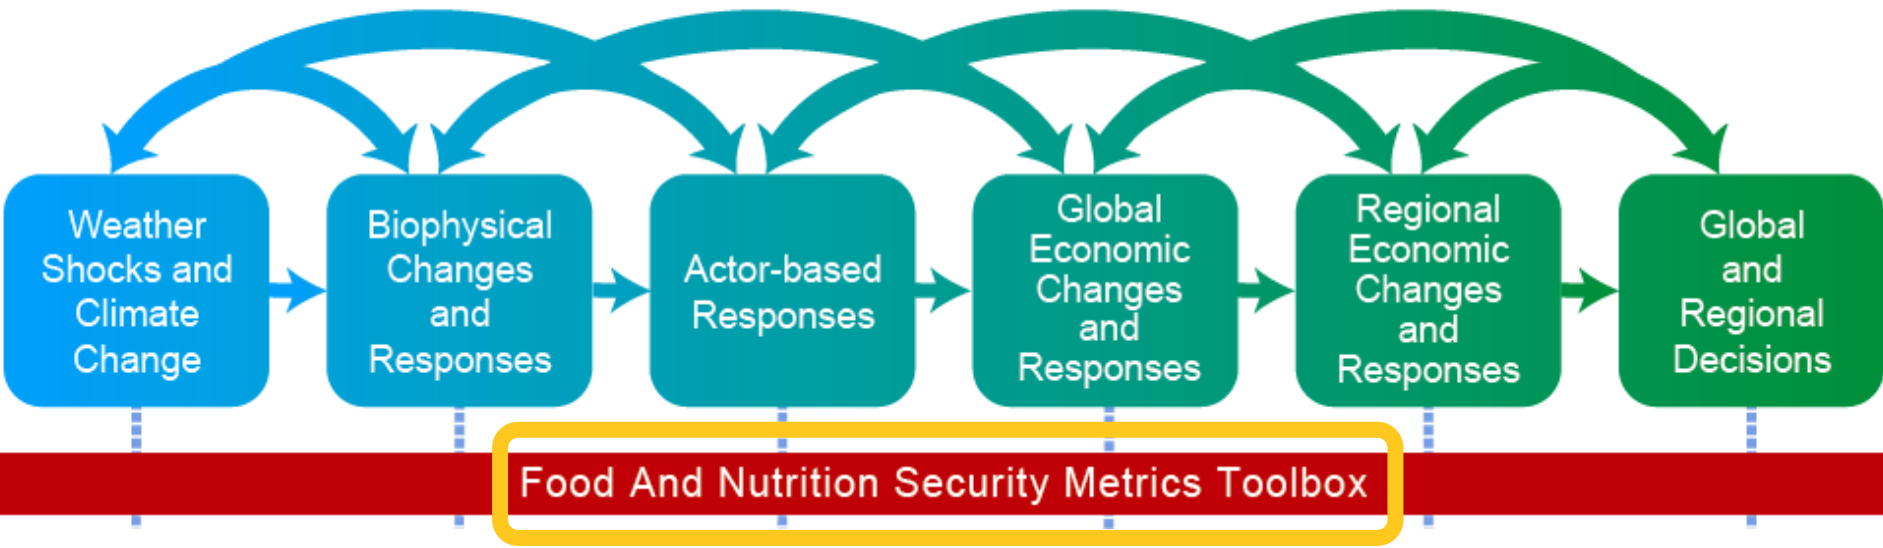 Weather
Shocks and
Climate
Change
Biophysical
Changes
and
Responses
Actor-based
Responses
Global
Economic
Changes
and
Responses
Regional
Economic
Changes
and
Responses
Global
and
Regional
Decisions
Food And Nutrition Security Metrics Toolbox